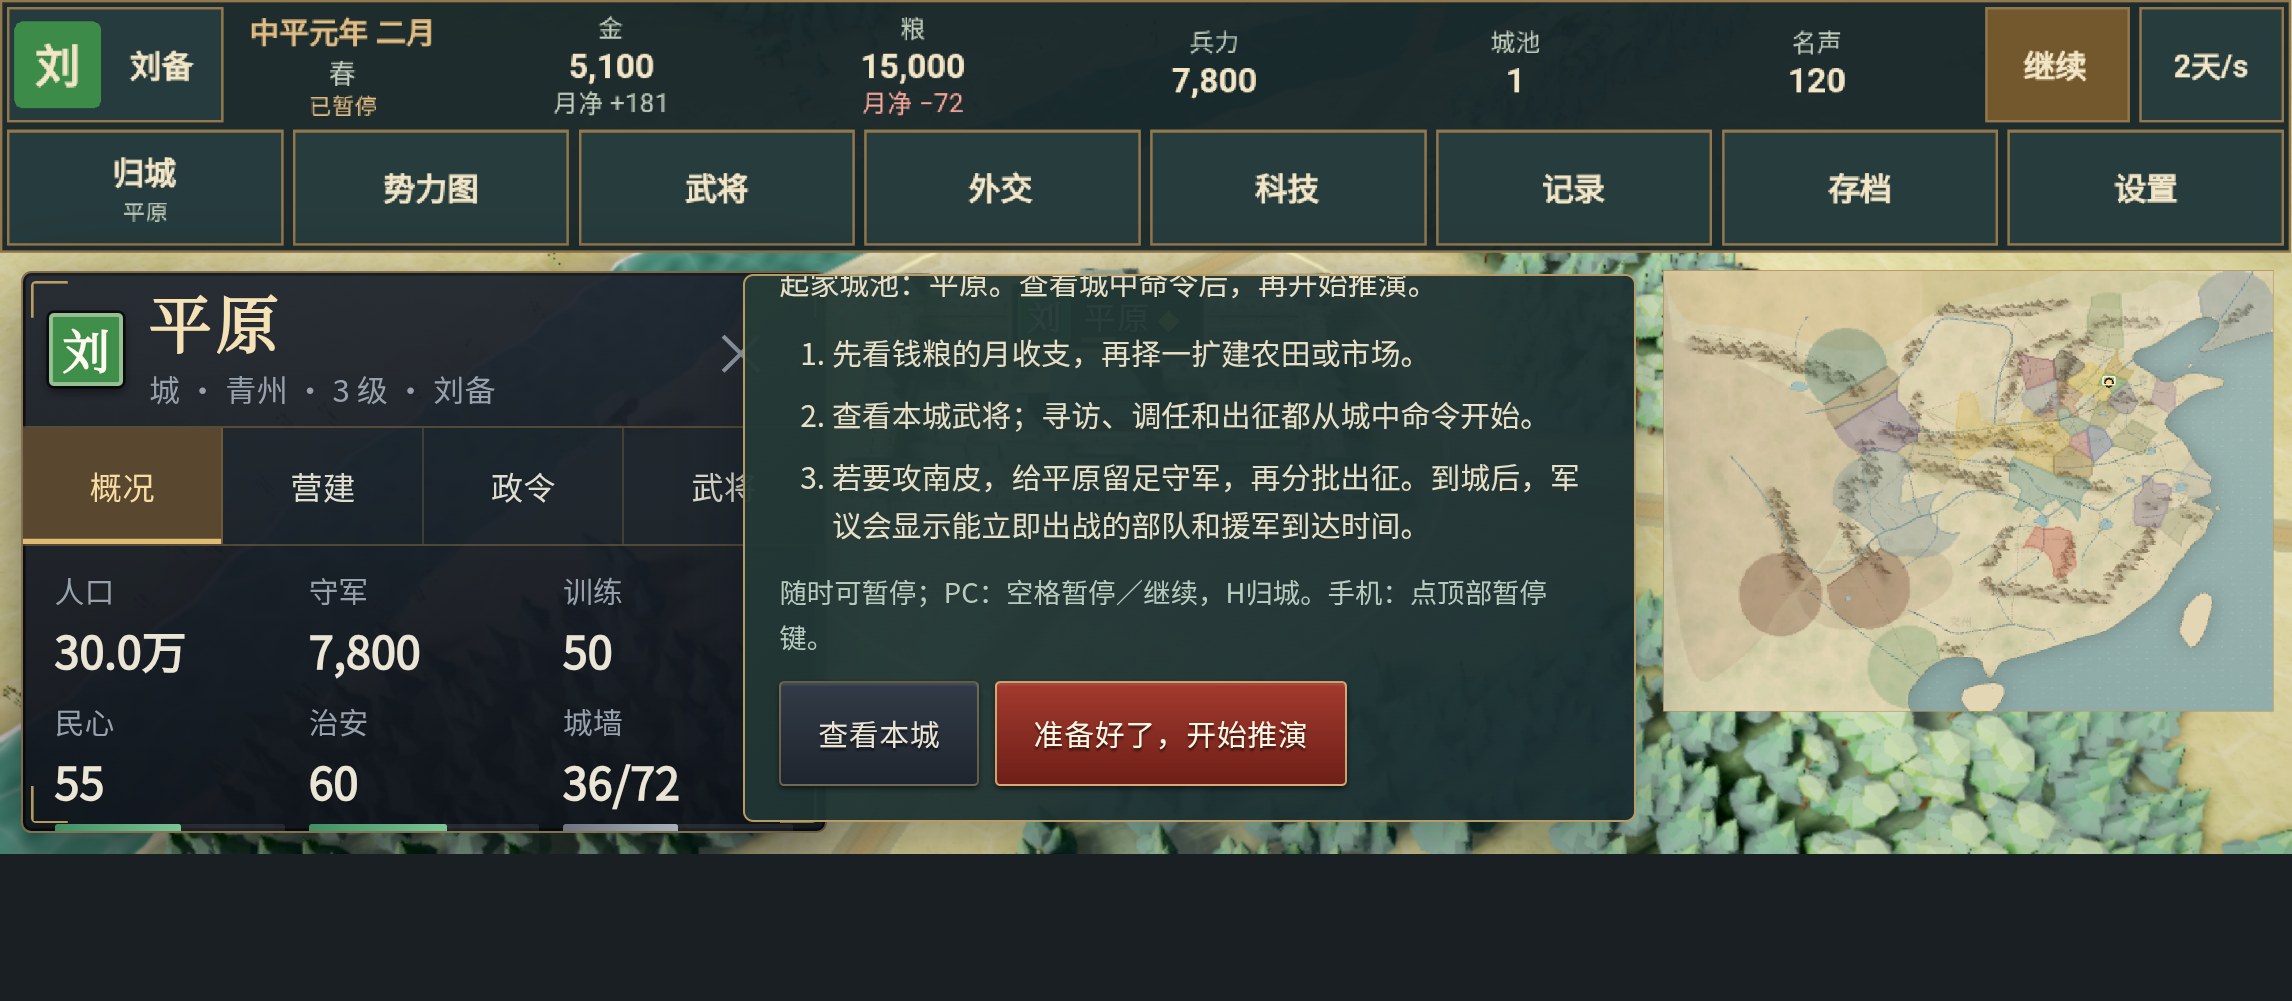 刘
刘备
中平元年 二月
春
已暂停
金
5,100
月净 +181
粮
15,000
月净 −72
兵力
7,800
城池
1
名声
120
继续
2天/s
归城
平原
势力图
武将
外交
科技
记录
存档
设置
刘
平原
城 · 青州 · 3 级 · 刘备
概况
营建
政令
武将
人口
30.0万
守军
7,800
训练
50
民心
55
治安
60
城墙
36/72
起家城池：平原。查看城中命令后，再开始推演。
刘 平原
1. 先看钱粮的月收支，再择一扩建农田或市场。
2. 查看本城武将；寻访、调任和出征都从城中命令开始。
3. 若要攻南皮，给平原留足守军，再分批出征。到城后，军
议会显示能立即出战的部队和援军到达时间。
随时可暂停；PC：空格暂停／继续，H归城。手机：点顶部暂停
键。
查看本城
准备好了，开始推演